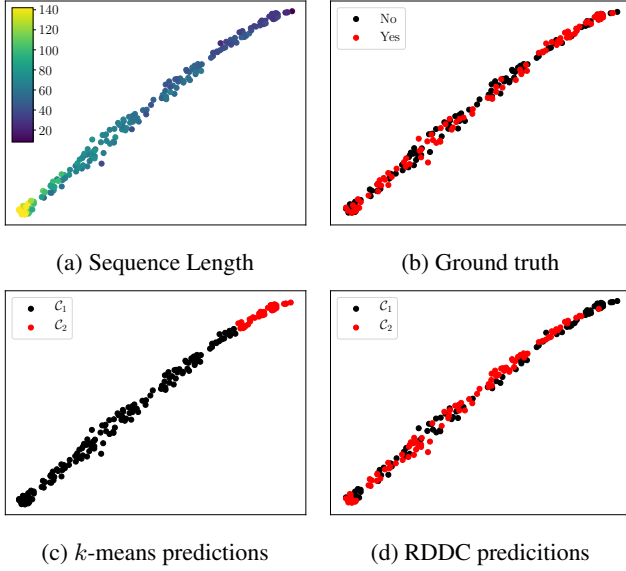 140
120
100
80
60
40
20
No
Yes
(a) Sequence Length
(b) Ground truth
C₁
C₂
C₁
C₂
(c) k-means predictions
(d) RDDC predicitions